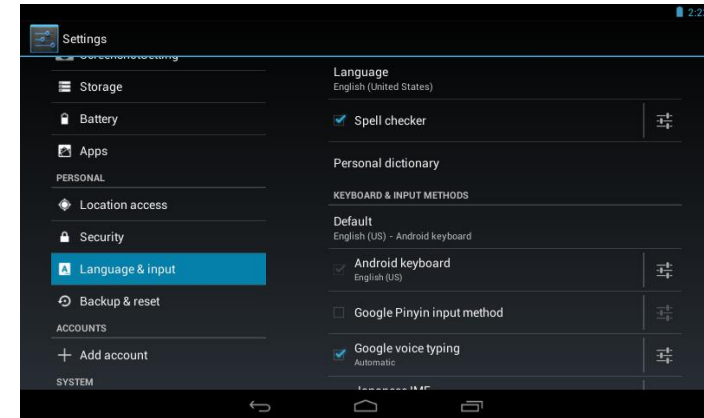 2:2
Settings
Storage
Battery
Apps
PERSONAL
Location access
Security
Language & input
Backup & reset
ACCOUNTS
Add account
SYSTEM
Language
English (United States)
Spell checker
Personal dictionary
KEYBOARD & INPUT METHODS
Default
English (US) - Android keyboard
Android keyboard
English (US)
Google Pinyin input method
Google voice typing
Automatic